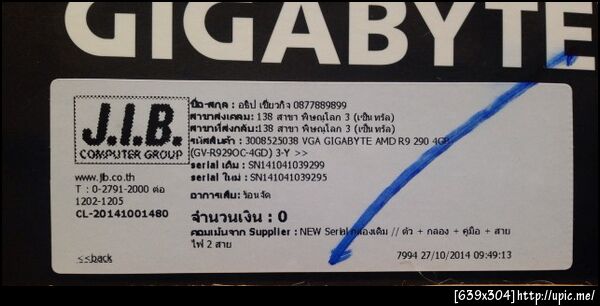 GIGABYTE
J.I.B.
COMPUTER GROUP
www.jib.co.th
T : 0-2791-2000 ต่อ
1202-1205
CL-20141001480
<<back
ชื่อ-สกุล : อธิป เขียวกิจ 0877889899
สาขาส่งเคลม: 138 สาขา พิษณุโลก 3 (เซ็นทรัล)
สาขาที่ส่งกลับ: 138 สาขา พิษณุโลก 3 (เซ็นทรัล)
รหัสสินค้า : 3008525038 VGA GIGABYTE AMD R9 290 4GB
(GV-R929OC-4GD) 3-Y >>
serial เดิม : SN141041039299
serial ใหม่ : SN141041039295
อาการเสีย: ร้อนจัด
จำนวนเงิน : 0
คอมเม้นจาก Supplier : NEW Serial กล่องเดิม // ตัว + กล่อง + คู่มือ + สาย
ไฟ 2 สาย
7994 27/10/2014 09:49:13
[639x304]http://upic.me/